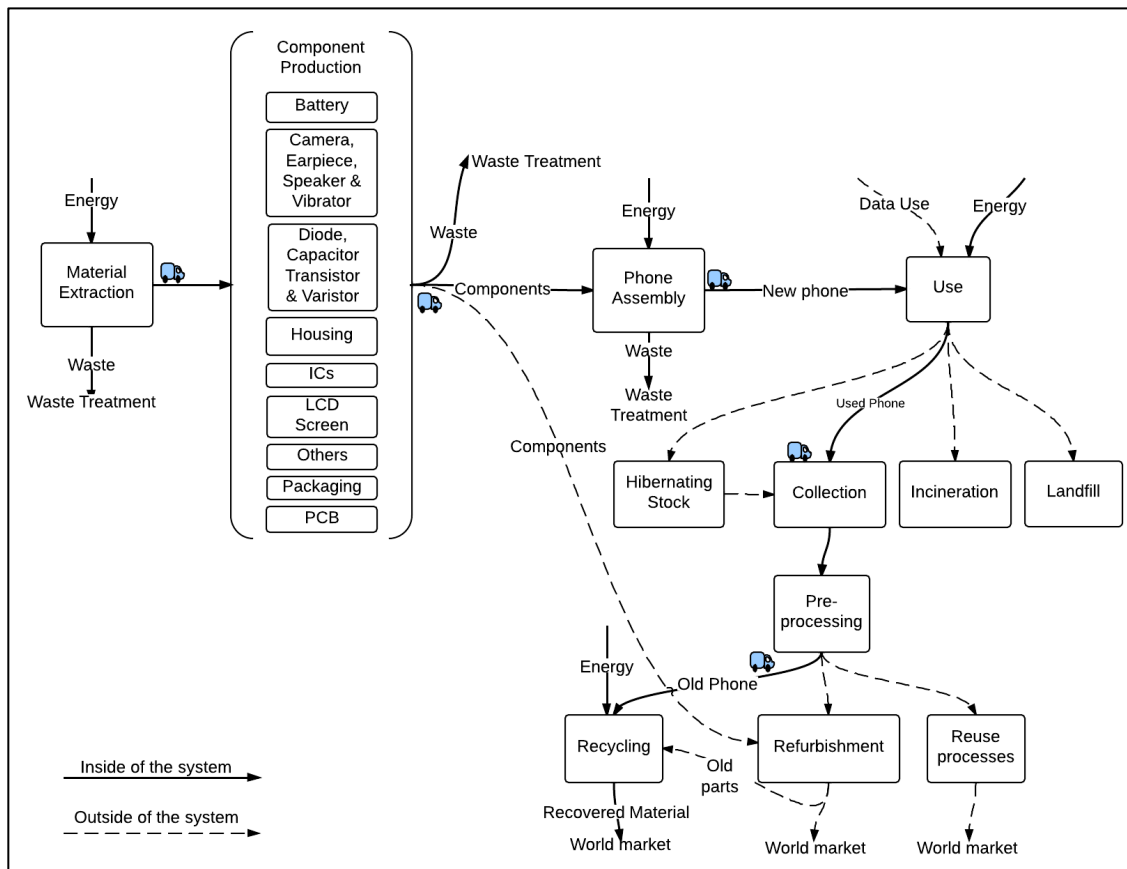 Component
Production
Battery
Camera,
Earpiece,
Speaker &
Vibrator
Diode,
Capacitor
Transistor
& Varistor
Housing
ICs
LCD
Screen
Others
Packaging
PCB
Energy
Material
Extraction
Waste
Waste Treatment
Waste Treatment
Waste
Components
Components
Energy
Phone
Assembly
Waste
Waste
Treatment
New phone
Data Use
Energy
Use
Used Phone
Hibernating
Stock
Collection
Incineration
Landfill
Pre-
processing
Energy
Old Phone
Recycling
Refurbishment
Reuse
processes
Old
parts
Recovered Material
World market
World market
World market
Inside of the system
Outside of the system